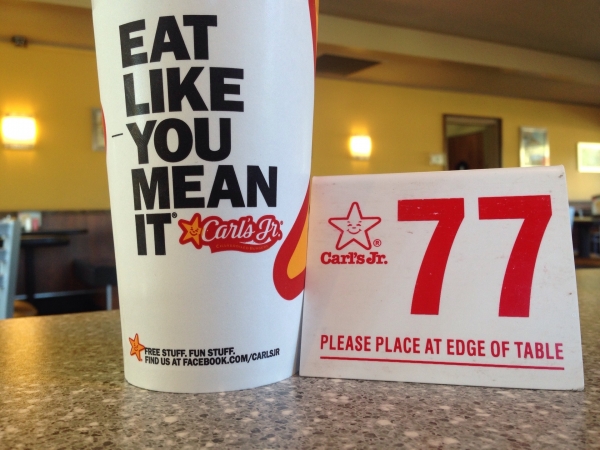 EAT
LIKE
YOU
MEAN
IT®
Carl's Jr.
FREE STUFF. FUN STUFF.
FIND US AT FACEBOOK.COM/CARLSJR
®
Carl's Jr.
77
PLEASE PLACE AT EDGE OF TABLE